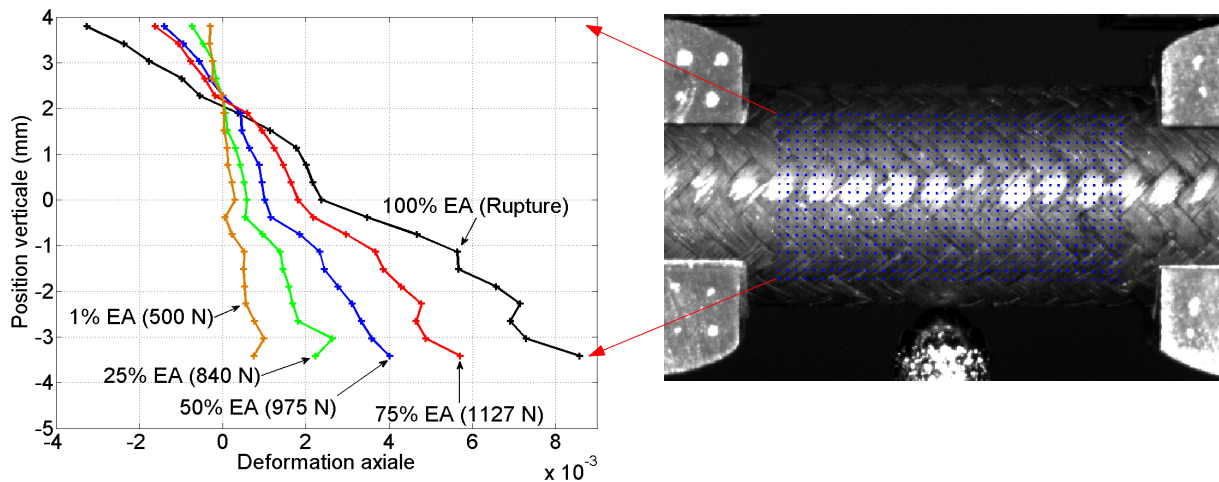 4
3
2
1
0
-1
-2
-3
-4
-5
Position verticale (mm)
100% EA (Rupture)
1% EA (500 N)
25% EA (840 N)
50% EA (975 N)
75% EA (1127 N)
-4 -2 0 2 4 6 8
Deformation axiale
x 10⁻³